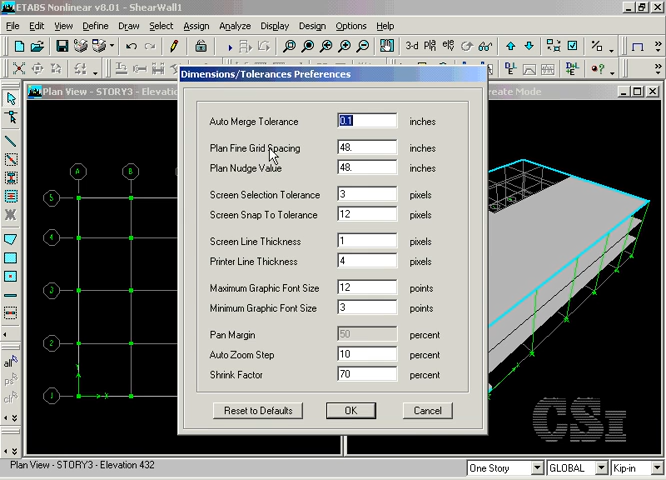 ETABS Nonlinear v8.01 - ShearWall1
File Edit View Define Draw Select Assign Analyze Display Design Options Help
3-d
Plan View - STORY3 - Elevation
Create Mode
Dimensions/Tolerances Preferences
Auto Merge Tolerance 0.1 inches
Plan Fine Grid Spacing 48. inches
Plan Nudge Value 48. inches
Screen Selection Tolerance 3 pixels
Screen Snap To Tolerance 12 pixels
Screen Line Thickness 1 pixels
Printer Line Thickness 4 pixels
Maximum Graphic Font Size 12 points
Minimum Graphic Font Size 3 points
Pan Margin 50 percent
Auto Zoom Step 10 percent
Shrink Factor 70 percent
Reset to Defaults OK Cancel
A B
5
4
3
2
1
Y
X
all
ps
clr
CSI
Plan View - STORY3 - Elevation 432
One Story GLOBAL Kip-in